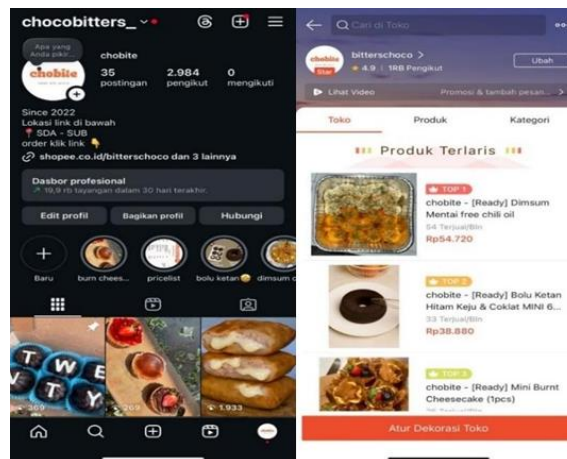 chocobitters_
Apa yang
Anda pikir...
chobite
chobite
35
postingan
2.984
pengikut
0
mengikuti
Since 2022
Lokasi link di bawah
SDA - SUB
order klik link
shopee.co.id/bitterschoco dan 3 lainnya
Dasbor profesional
19,9 rb tayangan dalam 30 hari terakhir.
Edit profil
Bagikan profil
Hubungi
Baru
burn chees...
pricelist
bolu ketan
dimsum c
TWE
TY
369
269
1.933
Cari di Toko
chobite
Star
bitterschoco >
4.9 | 1RB Pengikut
Ubah
Lihat Video
Promosi & tambah pesan... >
Toko
Produk
Kategori
Produk Terlaris
TOP 1
chobite - [Ready] Dimsum
Mentai free chili oil
54 Terjual/Bln
Rp54.720
TOP 2
chobite - [Ready] Bolu Ketan
Hitam Keju & Coklat MINI 6...
33 Terjual/Bln
Rp38.880
TOP 3
chobite - [Ready] Mini Burnt
Cheesecake (1pcs)
Atur Dekorasi Toko